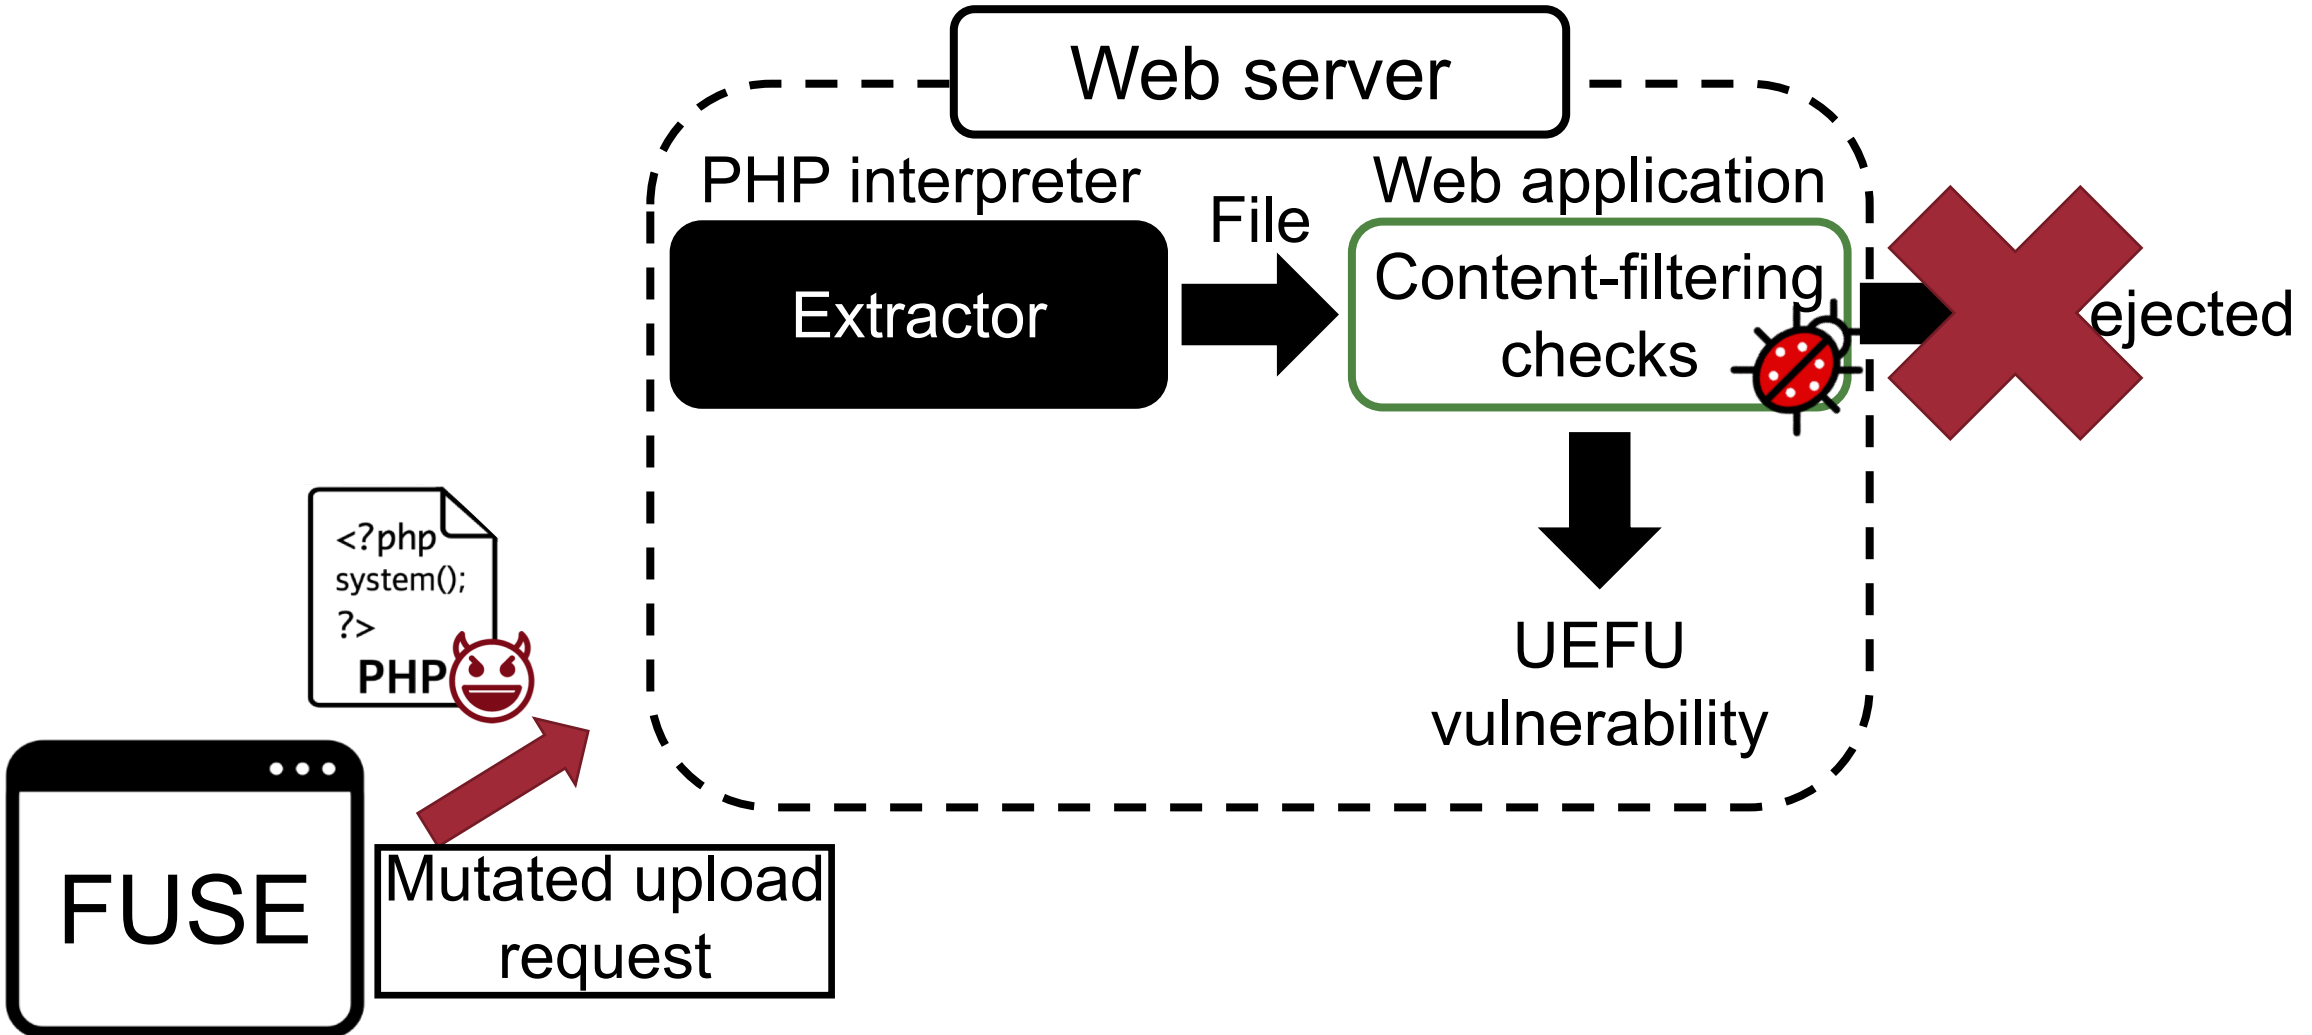 Web server
PHP interpreter
Web application
File
Extractor
Content-filtering
checks
ejected
<?php
system();
?>
PHP
UEFU
vulnerability
FUSE
Mutated upload
request